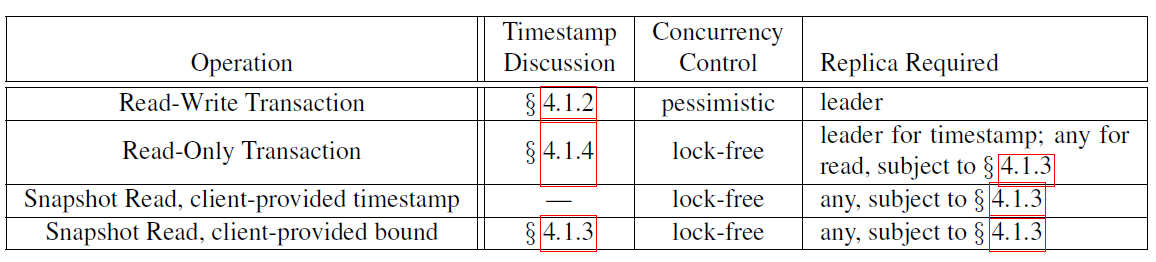 Operation Timestamp Discussion Concurrency Control Replica Required
Read-Write Transaction § 4.1.2 pessimistic leader
Read-Only Transaction § 4.1.4 lock-free leader for timestamp; any for
read, subject to § 4.1.3
Snapshot Read, client-provided timestamp — lock-free any, subject to § 4.1.3
Snapshot Read, client-provided bound § 4.1.3 lock-free any, subject to § 4.1.3